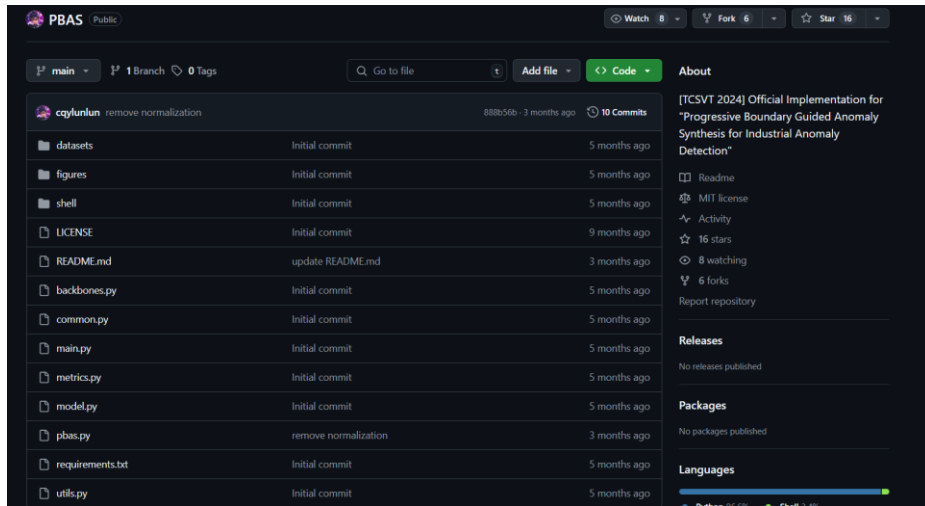 PBAS Public
Watch 8
Fork 6
Star 16
main
1 Branch
0 Tags
Go to file
t
Add file
<> Code
cqylunlun remove normalization
888b56b · 3 months ago
10 Commits
datasets Initial commit 5 months ago
figures Initial commit 5 months ago
shell Initial commit 5 months ago
LICENSE Initial commit 9 months ago
README.md update README.md 3 months ago
backbones.py Initial commit 5 months ago
common.py Initial commit 5 months ago
main.py Initial commit 5 months ago
metrics.py Initial commit 5 months ago
model.py Initial commit 5 months ago
pbas.py remove normalization 3 months ago
requirements.txt Initial commit 5 months ago
utils.py Initial commit 5 months ago
About
[TCSVT 2024] Official Implementation for
"Progressive Boundary Guided Anomaly
Synthesis for Industrial Anomaly
Detection"
Readme
MIT license
Activity
16 stars
8 watching
6 forks
Report repository
Releases
No releases published
Packages
No packages published
Languages